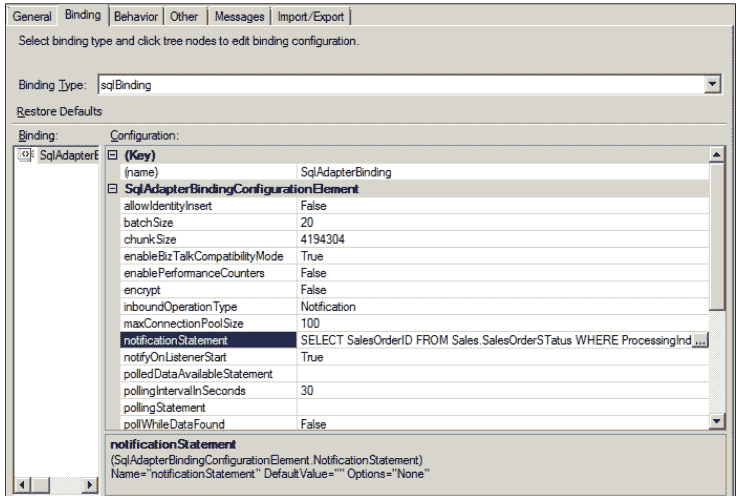 General Binding Behavior Other Messages Import/Export
Select binding type and click tree nodes to edit binding configuration.
Binding Type: sqlBinding
Restore Defaults
Binding: Configuration:
SqlAdapterE
(Key)
(name) SqlAdapterBinding
SqlAdapterBindingConfigurationElement
allowIdentityInsert False
batchSize 20
chunkSize 4194304
enableBizTalkCompatibilityMode True
enablePerformanceCounters False
encrypt False
inboundOperationType Notification
maxConnectionPoolSize 100
notificationStatement SELECT SalesOrderID FROM Sales.SalesOrderSTatus WHERE ProcessingInd ...
notifyOnListenerStart True
polledDataAvailableStatement
pollingIntervalInSeconds 30
pollingStatement
pollWhileDataFound False
notificationStatement
(SqlAdapterBindingConfigurationElement.NotificationStatement)
Name="notificationStatement" DefaultValue="" Options="None"